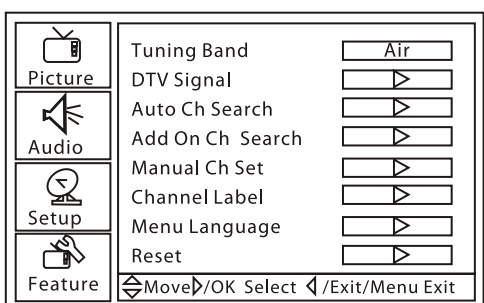 Picture
Audio
Setup
Feature
Tuning Band Air
DTV Signal
Auto Ch Search
Add On Ch Search
Manual Ch Set
Channel Label
Menu Language
Reset
Move /OK Select /Exit/Menu Exit